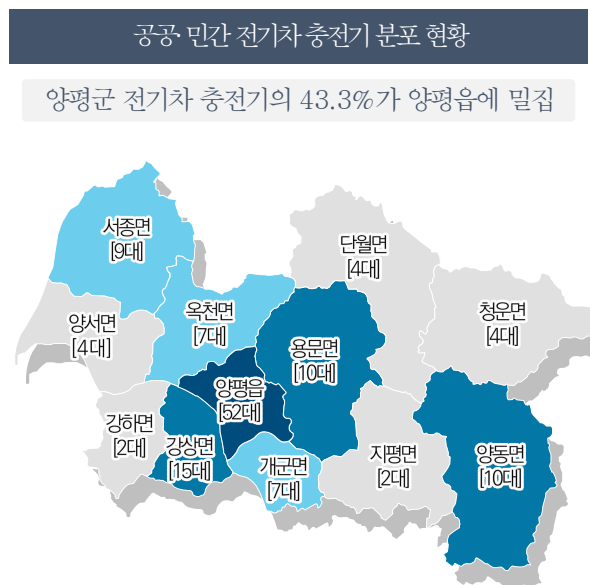 공공· 민간 전기차 충전기 분포 현황
양평군 전기차 충전기의 43.3%가 양평읍에 밀집
서종면
[9대]
단월면
[4대]
옥천면
[7대]
청운면
[4대]
양서면
[4대]
용문면
[10대]
양평읍
[52대]
강하면
[2대]
강상면
[15대]
개군면
[7대]
지평면
[2대]
양동면
[10대]